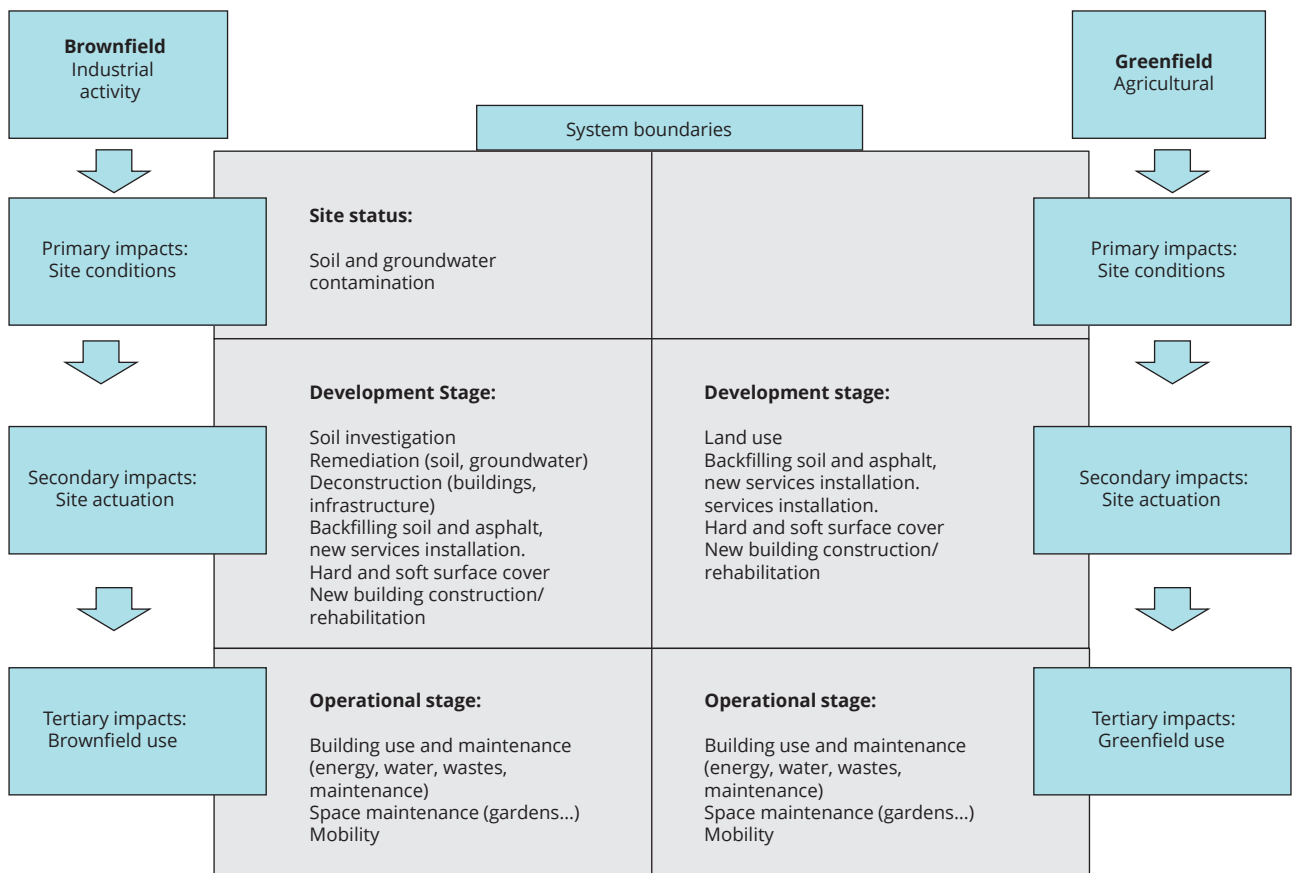 Brownfield
Industrial
activity
Greenfield
Agricultural
System boundaries
Primary impacts:
Site conditions
Site status:
Soil and groundwater
contamination
Primary impacts:
Site conditions
Secondary impacts:
Site actuation
Development Stage:
Soil investigation
Remediation (soil, groundwater)
Deconstruction (buildings,
infrastructure)
Backfilling soil and asphalt,
new services installation.
Hard and soft surface cover
New building construction/
rehabilitation
Development stage:
Land use
Backfilling soil and asphalt,
new services installation.
services installation.
Hard and soft surface cover
New building construction/
rehabilitation
Secondary impacts:
Site actuation
Tertiary impacts:
Brownfield use
Operational stage:
Building use and maintenance
(energy, water, wastes,
maintenance)
Space maintenance (gardens...)
Mobility
Operational stage:
Building use and maintenance
(energy, water, wastes,
maintenance)
Space maintenance (gardens...)
Mobility
Tertiary impacts:
Greenfield use